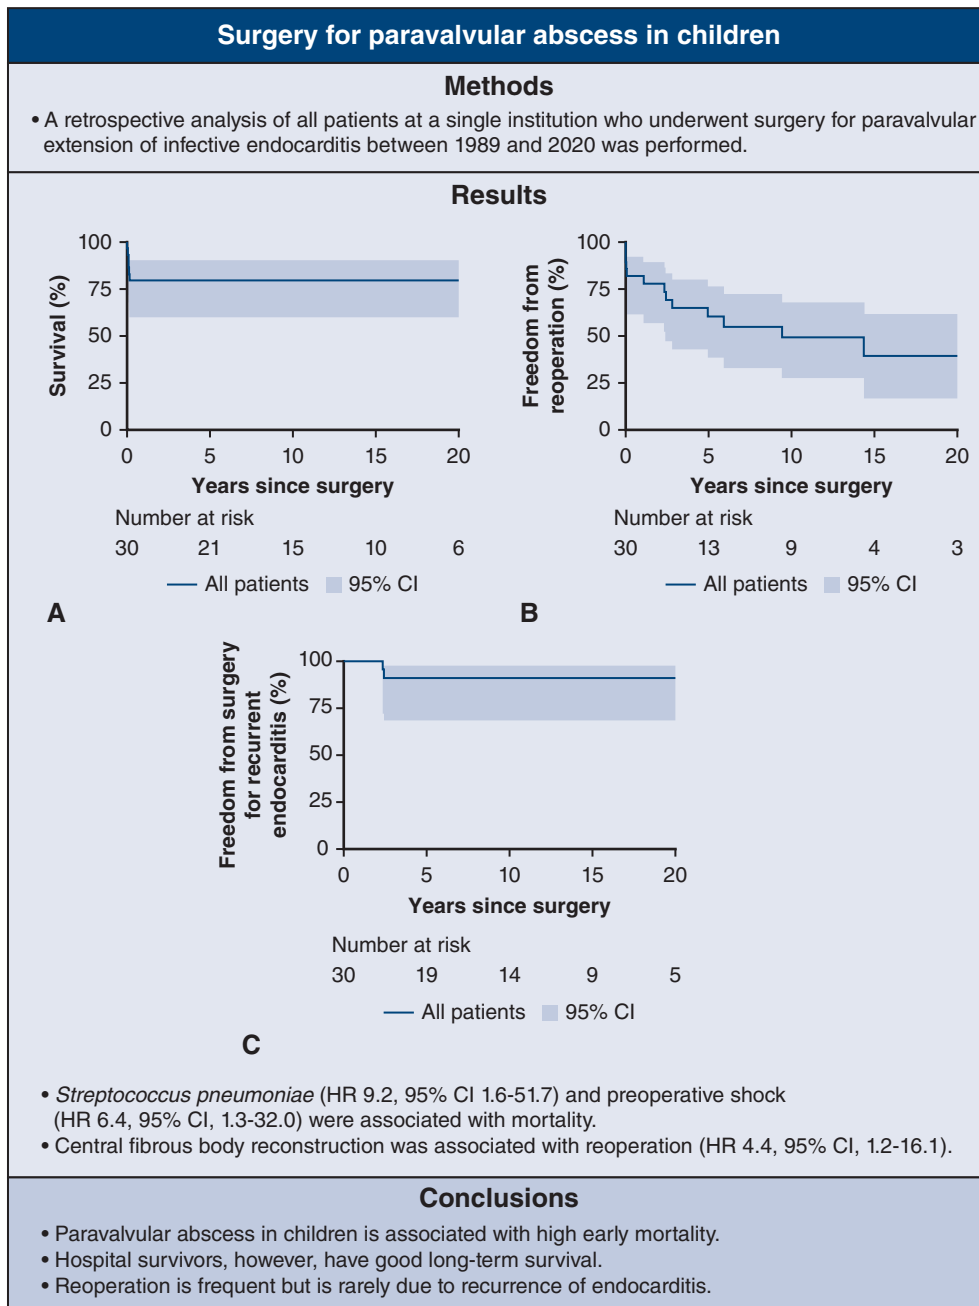 Surgery for paravalvular abscess in children
Methods
• A retrospective analysis of all patients at a single institution who underwent surgery for paravalvular
extension of infective endocarditis between 1989 and 2020 was performed.
Results
Survival (%)
100
75
50
25
0
0 5 10 15 20
Years since surgery
Number at risk
30 21 15 10 6
All patients 95% CI
A
Freedom from
reoperation (%)
100
75
50
25
0
0 5 10 15 20
Years since surgery
Number at risk
30 13 9 4 3
All patients 95% CI
B
Freedom from surgery
for recurrent
endocarditis (%)
100
75
50
25
0
0 5 10 15 20
Years since surgery
Number at risk
30 19 14 9 5
All patients 95% CI
C
• Streptococcus pneumoniae (HR 9.2, 95% CI 1.6-51.7) and preoperative shock
(HR 6.4, 95% CI, 1.3-32.0) were associated with mortality.
• Central fibrous body reconstruction was associated with reoperation (HR 4.4, 95% CI, 1.2-16.1).
Conclusions
• Paravalvular abscess in children is associated with high early mortality.
• Hospital survivors, however, have good long-term survival.
• Reoperation is frequent but is rarely due to recurrence of endocarditis.